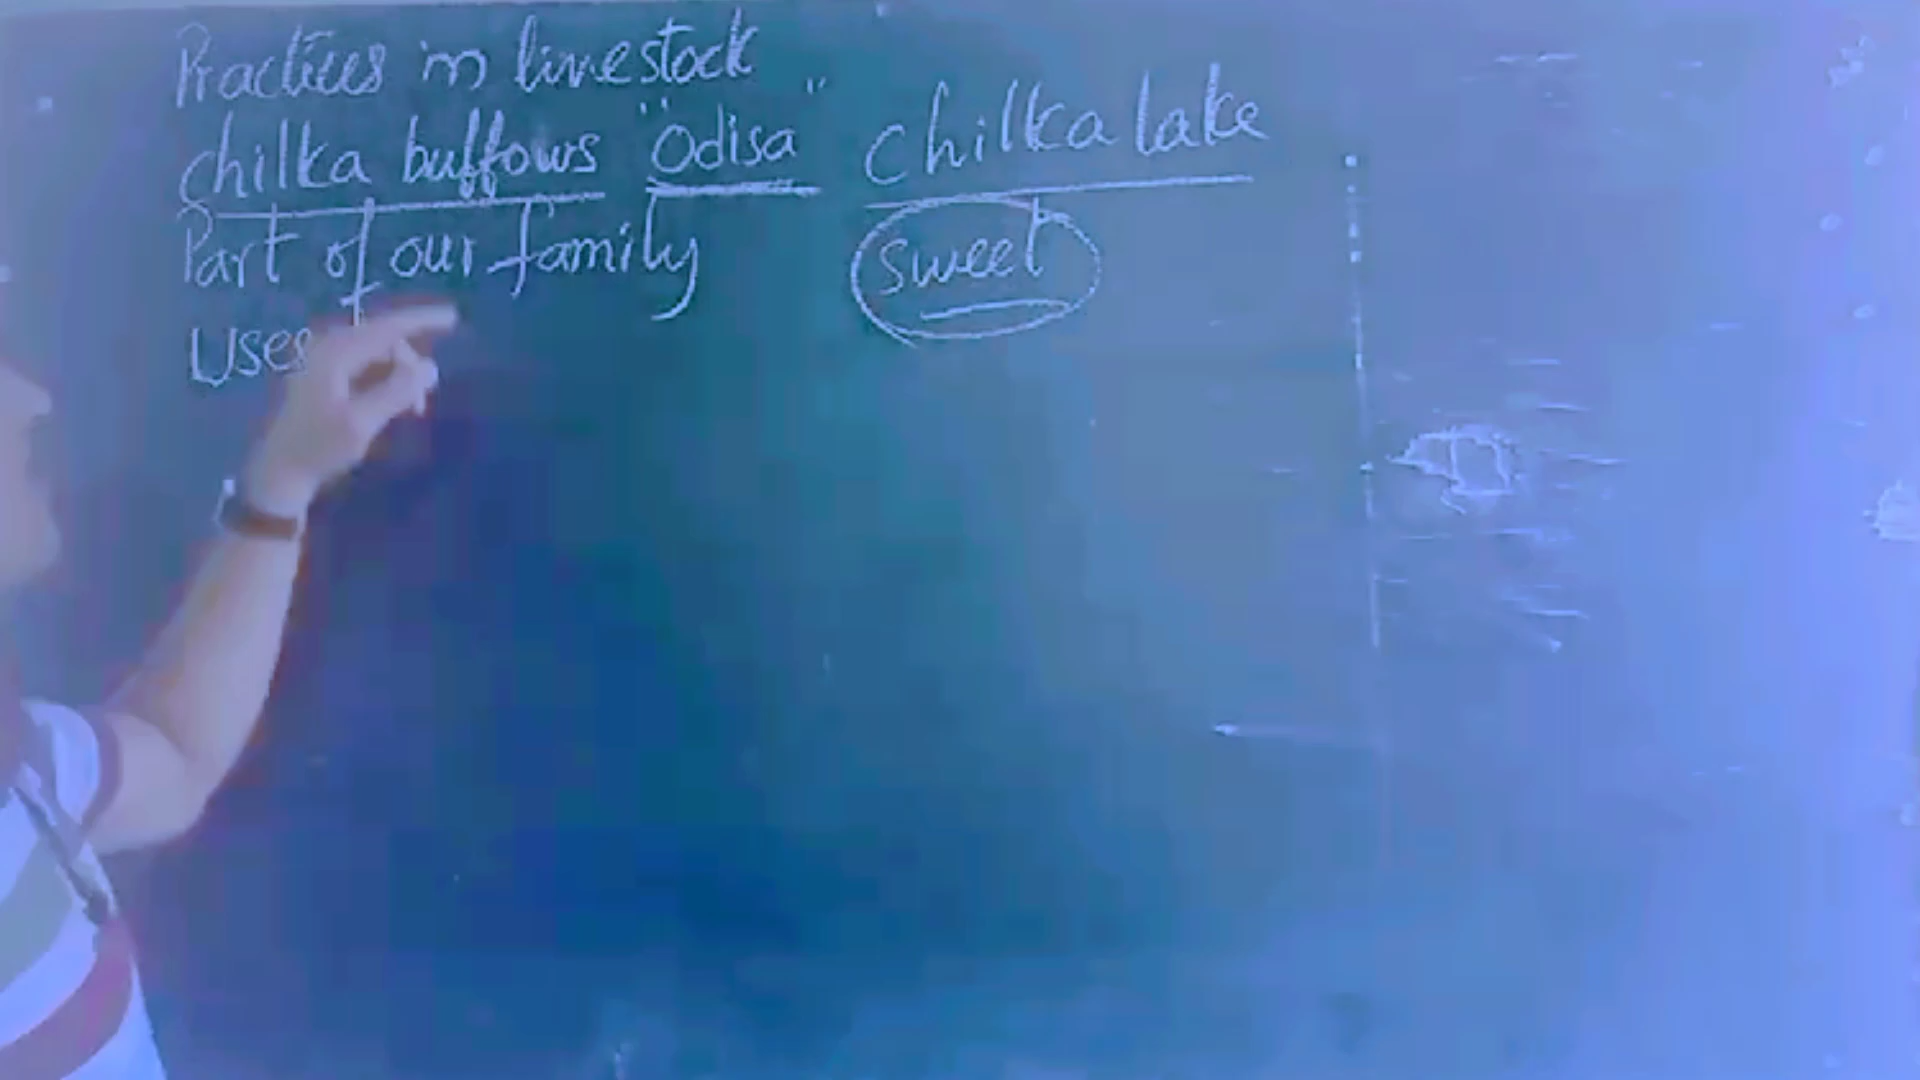 Practices in livestock
chilka buffows "Odisa" chilka lake
Part of our family sweet
Uses